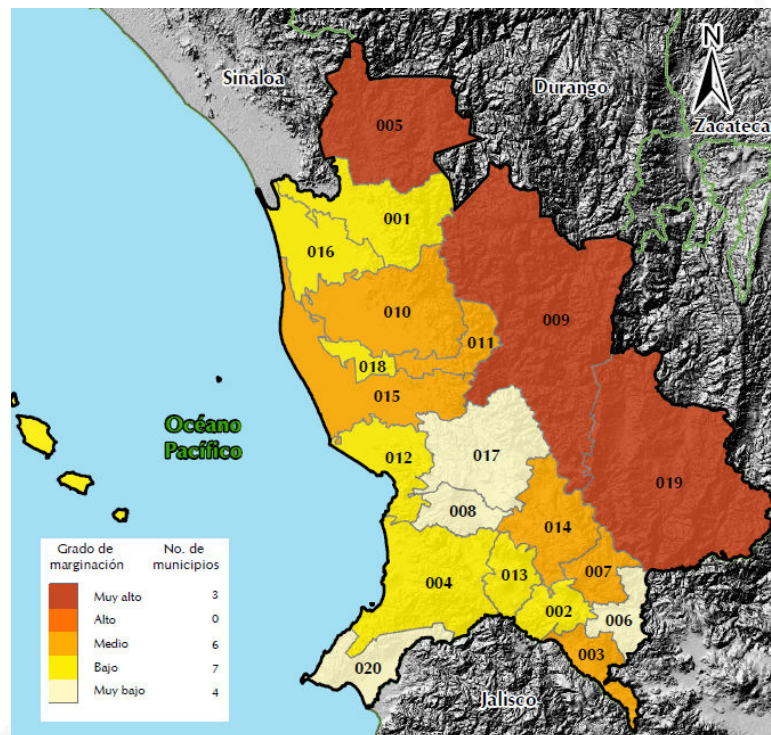 N
Sinaloa
Durango
Zacateca
005
001
016
010
009
011
018
015
Océano
Pacífico
012
017
019
008
014
004
013
007
002
006
003
020
Jalisco
Grado de marginación
No. de municipios
Muy alto 3
Alto 0
Medio 6
Bajo 7
Muy bajo 4